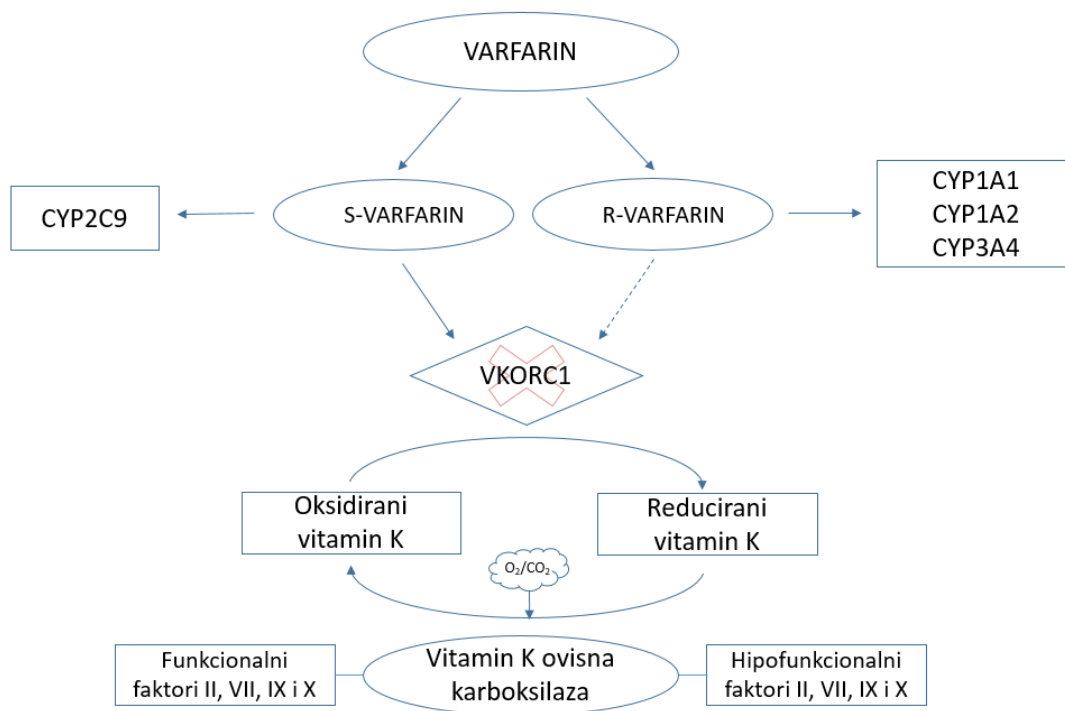 VARFARIN
CYP2C9
S-VARFARIN
R-VARFARIN
CYP1A1
CYP1A2
CYP3A4
VKORC1
Oksidirani
vitamin K
Reducirani
vitamin K
O₂/CO₂
Funkcionalni
faktori II, VII, IX i X
Vitamin K ovisna
karboksilaza
Hipofunkcionalni
faktori II, VII, IX i X